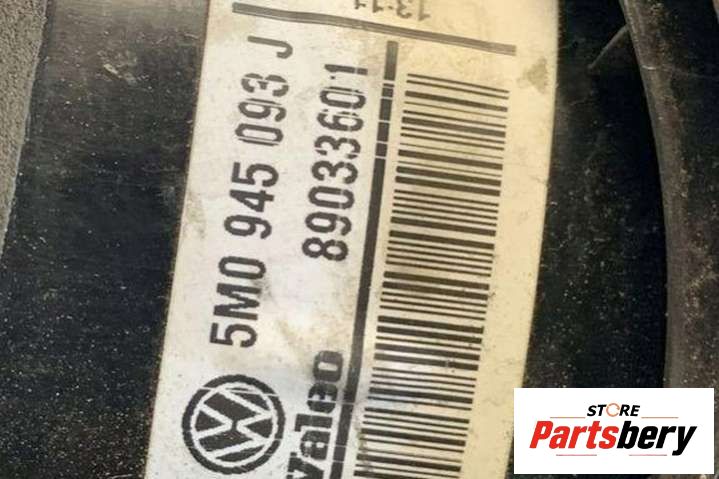 13:11
5M0 945 093 J
89033601
Valeo
STORE
Partsbery